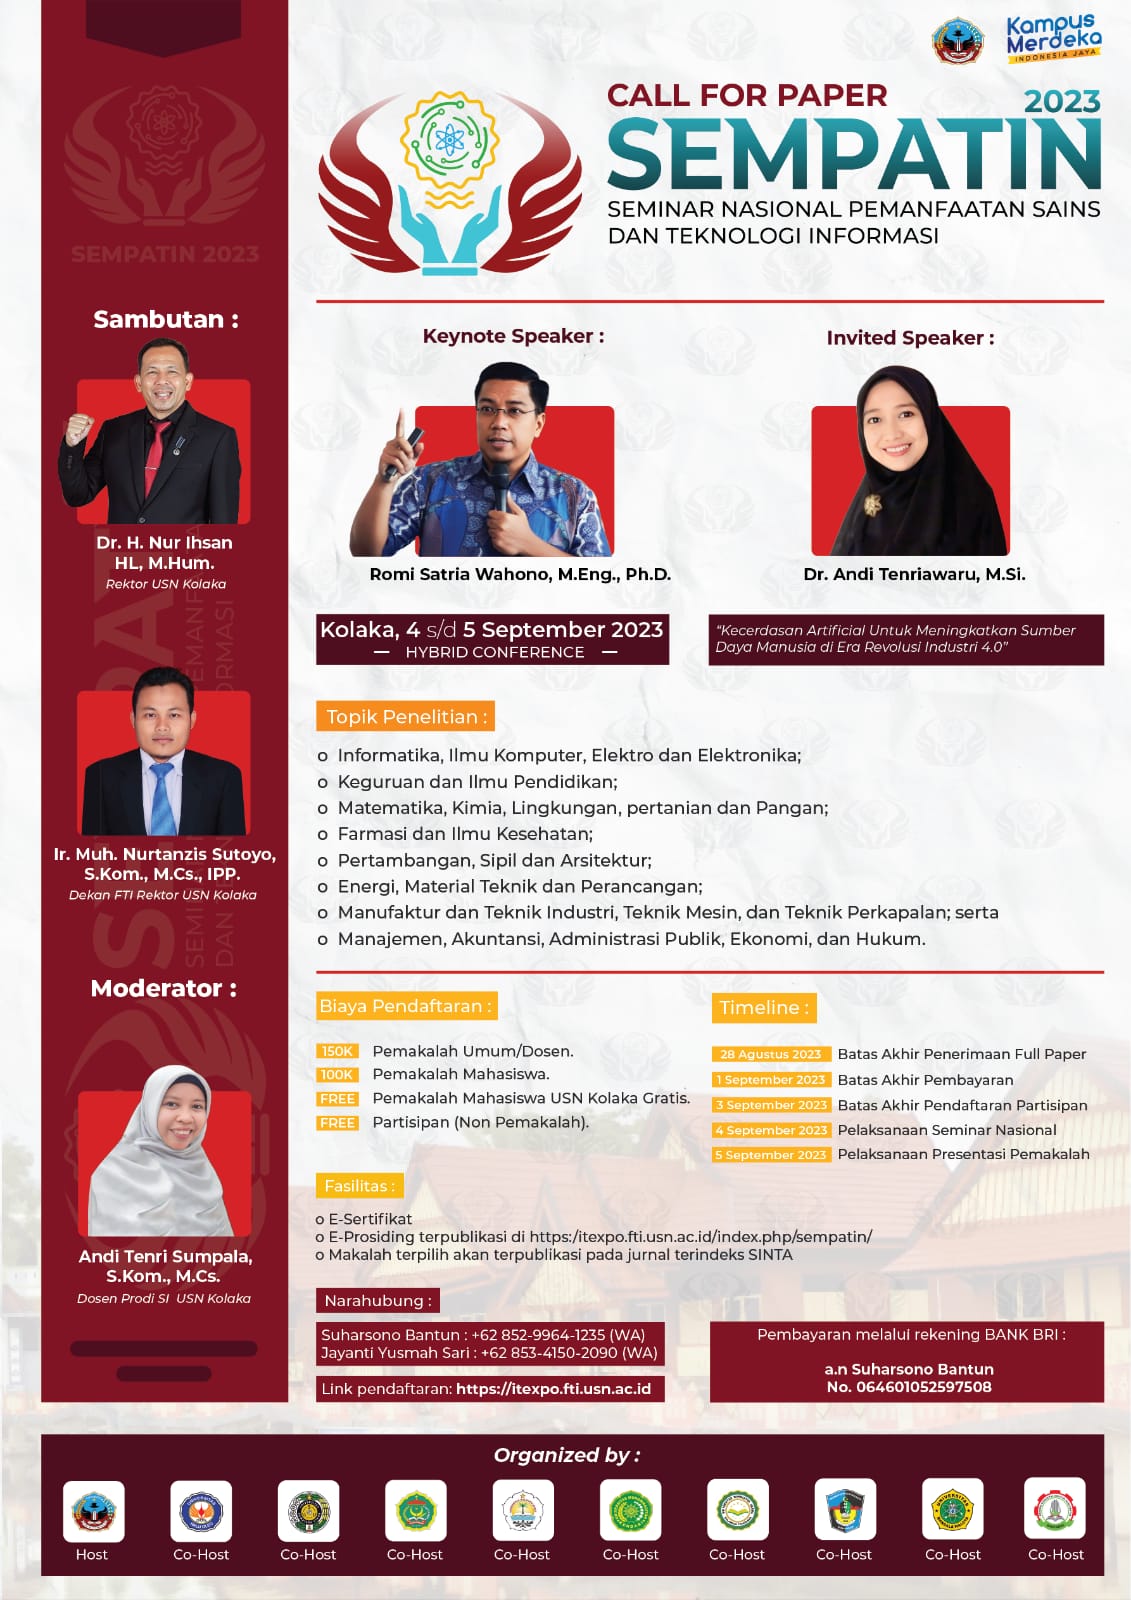 Kampus
Merdeka
INDONESIA JAYA
CALL FOR PAPER
2023
SEMPATIN
SEMINAR NASIONAL PEMANFAATAN SAINS
DAN TEKNOLOGI INFORMASI
SEMPATIN 2023
Sambutan :
Dr. H. Nur Ihsan
HL, M.Hum.
Rektor USN Kolaka
Ir. Muh. Nurtanzis Sutoyo,
S.Kom., M.Cs., IPP.
Dekan FTI Rektor USN Kolaka
Moderator :
Andi Tenri Sumpala,
S.Kom., M.Cs.
Dosen Prodi SI USN Kolaka
Keynote Speaker :
Romi Satria Wahono, M.Eng., Ph.D.
Invited Speaker :
Dr. Andi Tenriawaru, M.Si.
Kolaka, 4 s/d 5 September 2023
— HYBRID CONFERENCE —
“Kecerdasan Artificial Untuk Meningkatkan Sumber
Daya Manusia di Era Revolusi Industri 4.0”
Topik Penelitian :
o Informatika, Ilmu Komputer, Elektro dan Elektronika;
o Keguruan dan Ilmu Pendidikan;
o Matematika, Kimia, Lingkungan, pertanian dan Pangan;
o Farmasi dan Ilmu Kesehatan;
o Pertambangan, Sipil dan Arsitektur;
o Energi, Material Teknik dan Perancangan;
o Manufaktur dan Teknik Industri, Teknik Mesin, dan Teknik Perkapalan; serta
o Manajemen, Akuntansi, Administrasi Publik, Ekonomi, dan Hukum.
Biaya Pendaftaran :
150K Pemakalah Umum/Dosen.
100K Pemakalah Mahasiswa.
FREE Pemakalah Mahasiswa USN Kolaka Gratis.
FREE Partisipan (Non Pemakalah).
Timeline :
28 Agustus 2023 Batas Akhir Penerimaan Full Paper
1 September 2023 Batas Akhir Pembayaran
3 September 2023 Batas Akhir Pendaftaran Partisipan
4 September 2023 Pelaksanaan Seminar Nasional
5 September 2023 Pelaksanaan Presentasi Pemakalah
Fasilitas :
o E-Sertifikat
o E-Prosiding terpublikasi di https:/itexpo.fti.usn.ac.id/index.php/sempatin/
o Makalah terpilih akan terpublikasi pada jurnal terindeks SINTA
Narahubung :
Suharsono Bantun : +62 852-9964-1235 (WA)
Jayanti Yusmah Sari : +62 853-4150-2090 (WA)
Link pendaftaran: https://itexpo.fti.usn.ac.id
Pembayaran melalui rekening BANK BRI :
a.n Suharsono Bantun
No. 064601052597508
Organized by :
Host
Co-Host
Co-Host
Co-Host
Co-Host
Co-Host
Co-Host
Co-Host
Co-Host
Co-Host